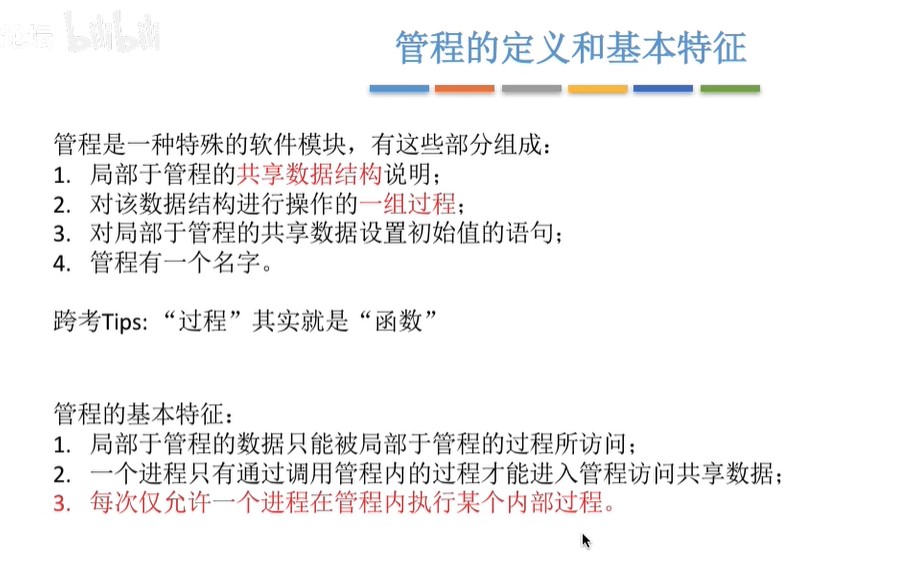 bilibili
管程的定义和基本特征
管程是一种特殊的软件模块，有这些部分组成：
1. 局部于管程的共享数据结构说明；
2. 对该数据结构进行操作的一组过程；
3. 对局部于管程的共享数据设置初始值的语句；
4. 管程有一个名字。
跨考Tips: “过程”其实就是“函数”
管程的基本特征：
1. 局部于管程的数据只能被局部于管程的过程所访问；
2. 一个进程只有通过调用管程内的过程才能进入管程访问共享数据；
3. 每次仅允许一个进程在管程内执行某个内部过程。